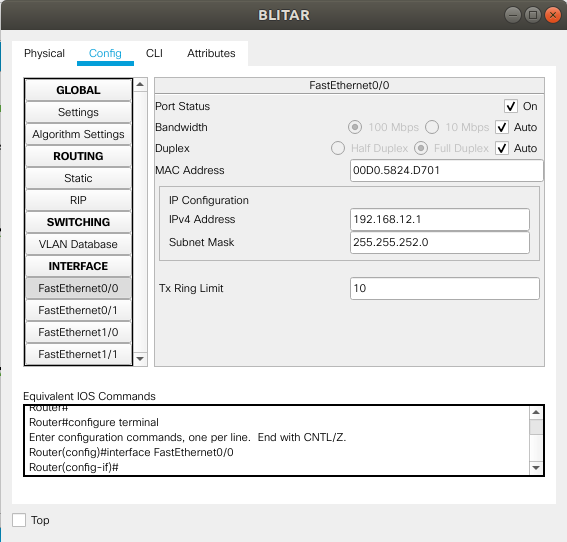 BLITAR
Physical Config CLI Attributes
GLOBAL
Settings
Algorithm Settings
ROUTING
Static
RIP
SWITCHING
VLAN Database
INTERFACE
FastEthernet0/0
FastEthernet0/1
FastEthernet1/0
FastEthernet1/1
FastEthernet0/0
Port Status On
Bandwidth 100 Mbps 10 Mbps Auto
Duplex Half Duplex Full Duplex Auto
MAC Address 00D0.5824.D701
IP Configuration
IPv4 Address 192.168.12.1
Subnet Mask 255.255.252.0
Tx Ring Limit 10
Equivalent IOS Commands
Router#
Router#configure terminal
Enter configuration commands, one per line. End with CNTL/Z.
Router(config)#interface FastEthernet0/0
Router(config-if)#
Top